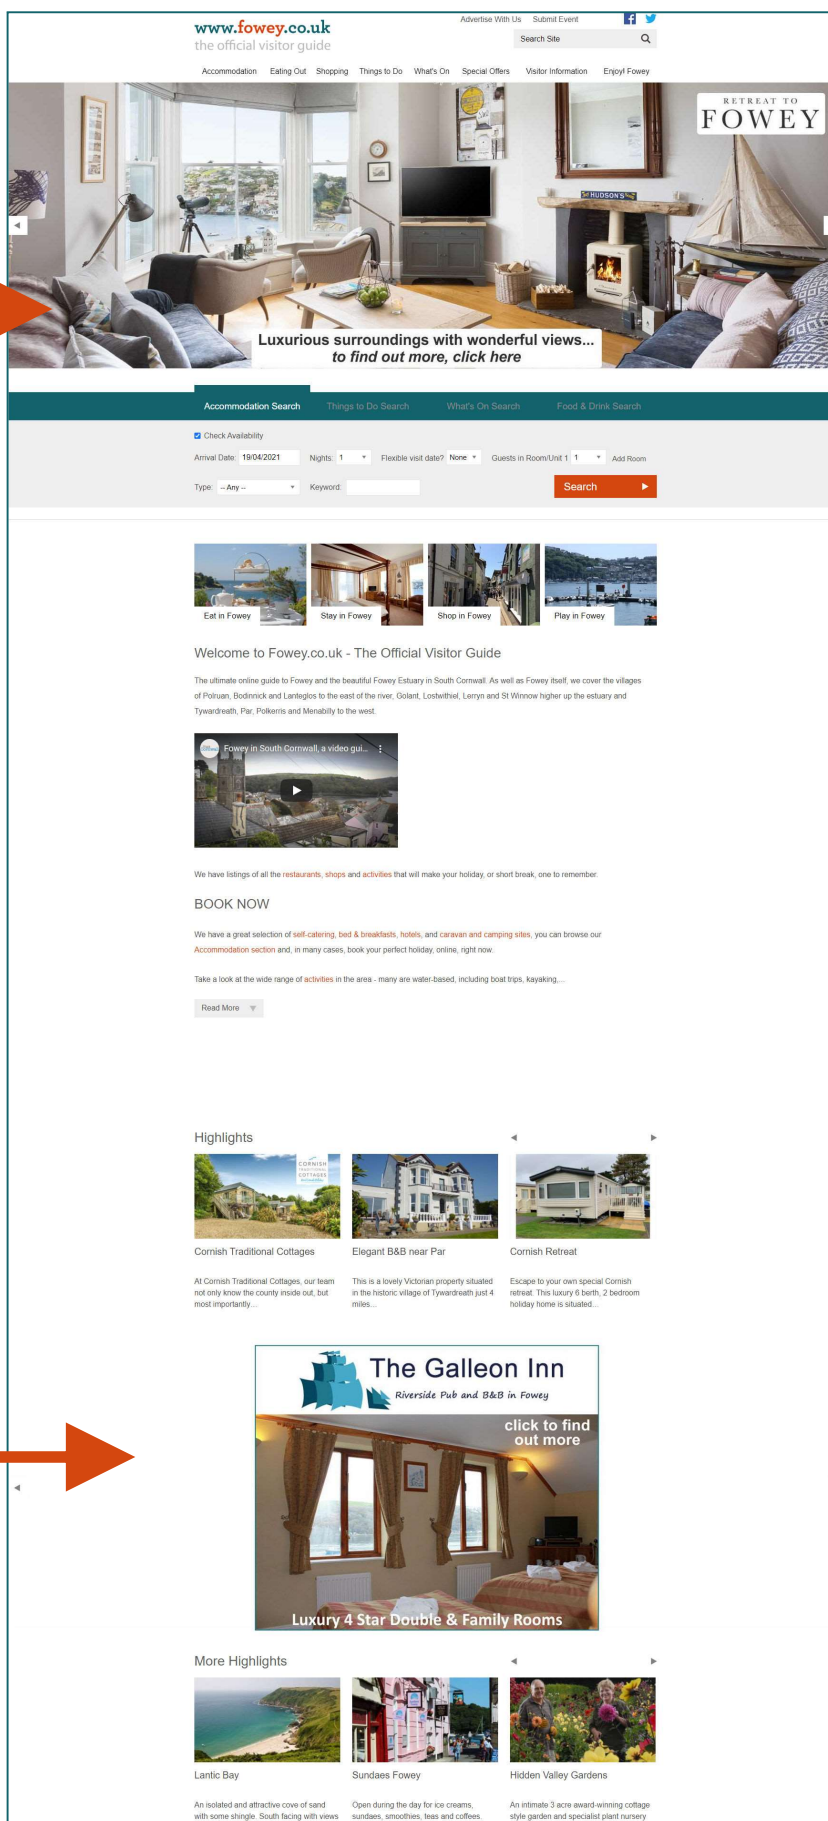 www.fowey.co.uk
the official visitor guide
Advertise With Us Submit Event
Search Site
Accommodation Eating Out Shopping Things to Do What's On Special Offers Visitor Information Enjoy! Fowey
RETREAT TO
FOWEY
HUDSON'S
Luxurious surroundings with wonderful views...
to find out more, click here
Accommodation Search Things to Do Search What's On Search Food & Drink Search
Check Availability
Arrival Date: 19/04/2021 Nights: 1 Flexible visit date? None Guests in Room/Unit 1 1 Add Room
Type: -- Any -- Keyword: Search
Eat in Fowey Stay in Fowey Shop in Fowey Play in Fowey
Welcome to Fowey.co.uk - The Official Visitor Guide
The ultimate online guide to Fowey and the beautiful Fowey Estuary in South Cornwall. As well as Fowey itself, we cover the villages
of Polruan, Bodinnick and Lanteglos to the east of the river, Golant, Lostwithiel, Lerryn and St Winnow higher up the estuary and
Tywardreath, Par, Polkerris and Menabilly to the west.
Fowey in South Cornwall, a video gui...
We have listings of all the restaurants, shops and activities that will make your holiday, or short break, one to remember.
BOOK NOW
We have a great selection of self-catering, bed & breakfasts, hotels, and caravan and camping sites, you can browse our
Accommodation section and, in many cases, book your perfect holiday, online, right now.
Take a look at the wide range of activities in the area - many are water-based, including boat trips, kayaking,...
Read More
Highlights
CORNISH
TRADITIONAL
COTTAGES
Cornish Traditional Cottages Elegant B&B near Par Cornish Retreat
At Cornish Traditional Cottages, our team This is a lovely Victorian property situated Escape to your own special Cornish
not only know the county inside out, but in the historic village of Tywardreath just 4 retreat. This luxury 6 berth, 2 bedroom
most importantly... miles... holiday home is situated...
The Galleon Inn
Riverside Pub and B&B in Fowey
click to find
out more
Luxury 4 Star Double & Family Rooms
More Highlights
Lantic Bay Sundaes Fowey Hidden Valley Gardens
An isolated and attractive cove of sand Open during the day for ice creams, An intimate 3 acre award-winning cottage
with some shingle. South facing with views sundaes, smoothies, teas and coffees. style garden and specialist plant nursery